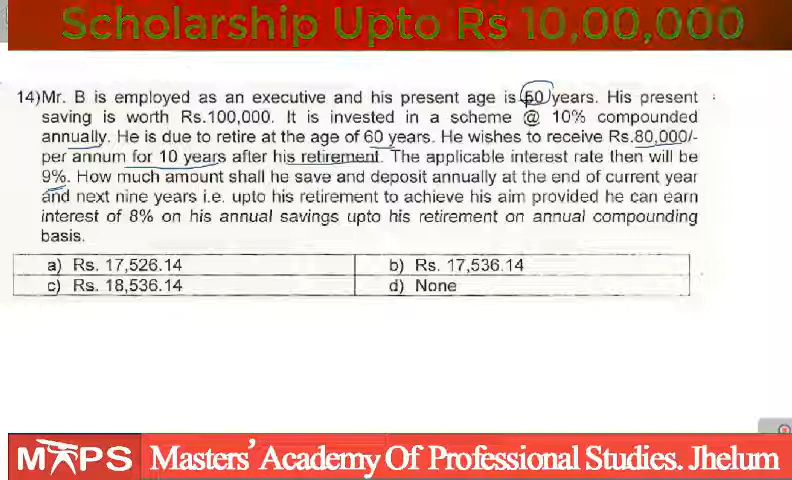 Scholarship Upto Rs 10,00,000
14)Mr. B is employed as an executive and his present age is 50 years. His present
saving is worth Rs.100,000. It is invested in a scheme @ 10% compounded
annually. He is due to retire at the age of 60 years. He wishes to receive Rs.80,000/-
per annum for 10 years after his retirement. The applicable interest rate then will be
9%. How much amount shall he save and deposit annually at the end of current year
and next nine years i.e. upto his retirement to achieve his aim provided he can earn
interest of 8% on his annual savings upto his retirement on annual compounding
basis.
a) Rs. 17,526.14 b) Rs. 17,536.14
c) Rs. 18,536.14 d) None
MAPS Masters' Academy Of Professional Studies. Jhelum